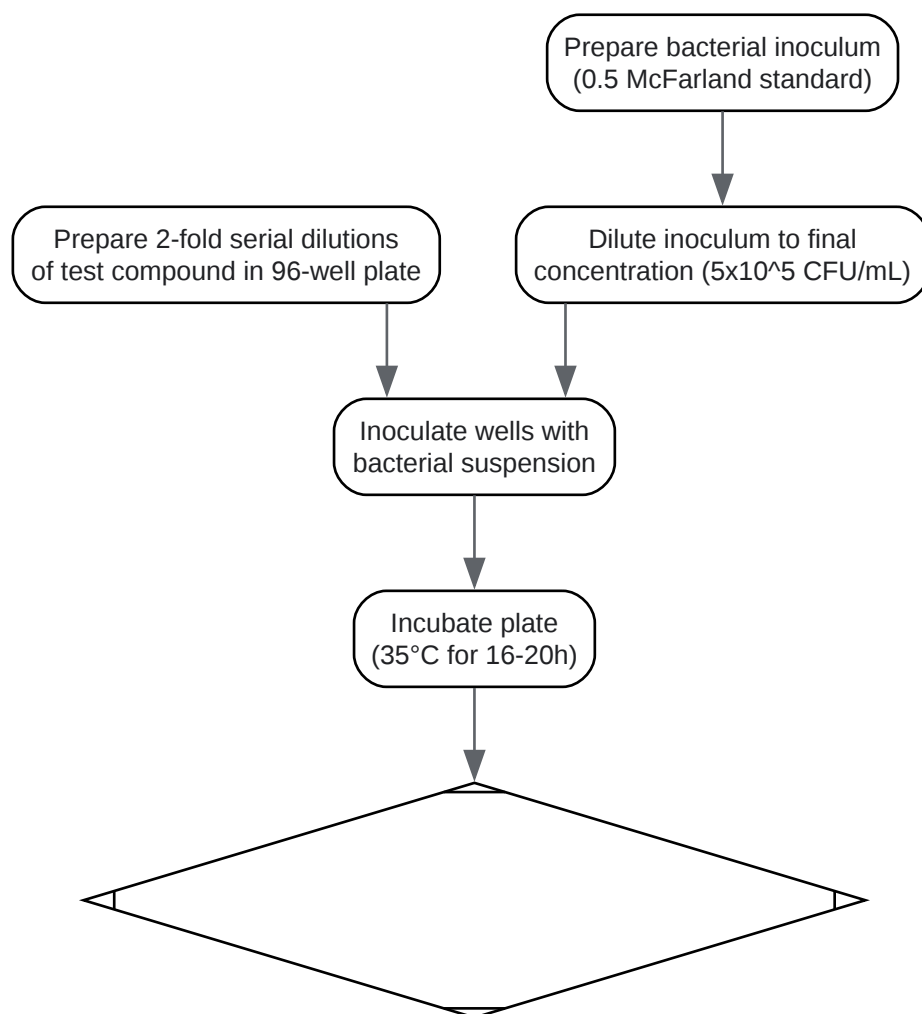 Prepare bacterial inoculum
(0.5 McFarland standard)
Prepare 2-fold serial dilutions
of test compound in 96-well plate
Dilute inoculum to final
concentration (5x10^5 CFU/mL)
Inoculate wells with
bacterial suspension
Incubate plate
(35°C for 16-20h)